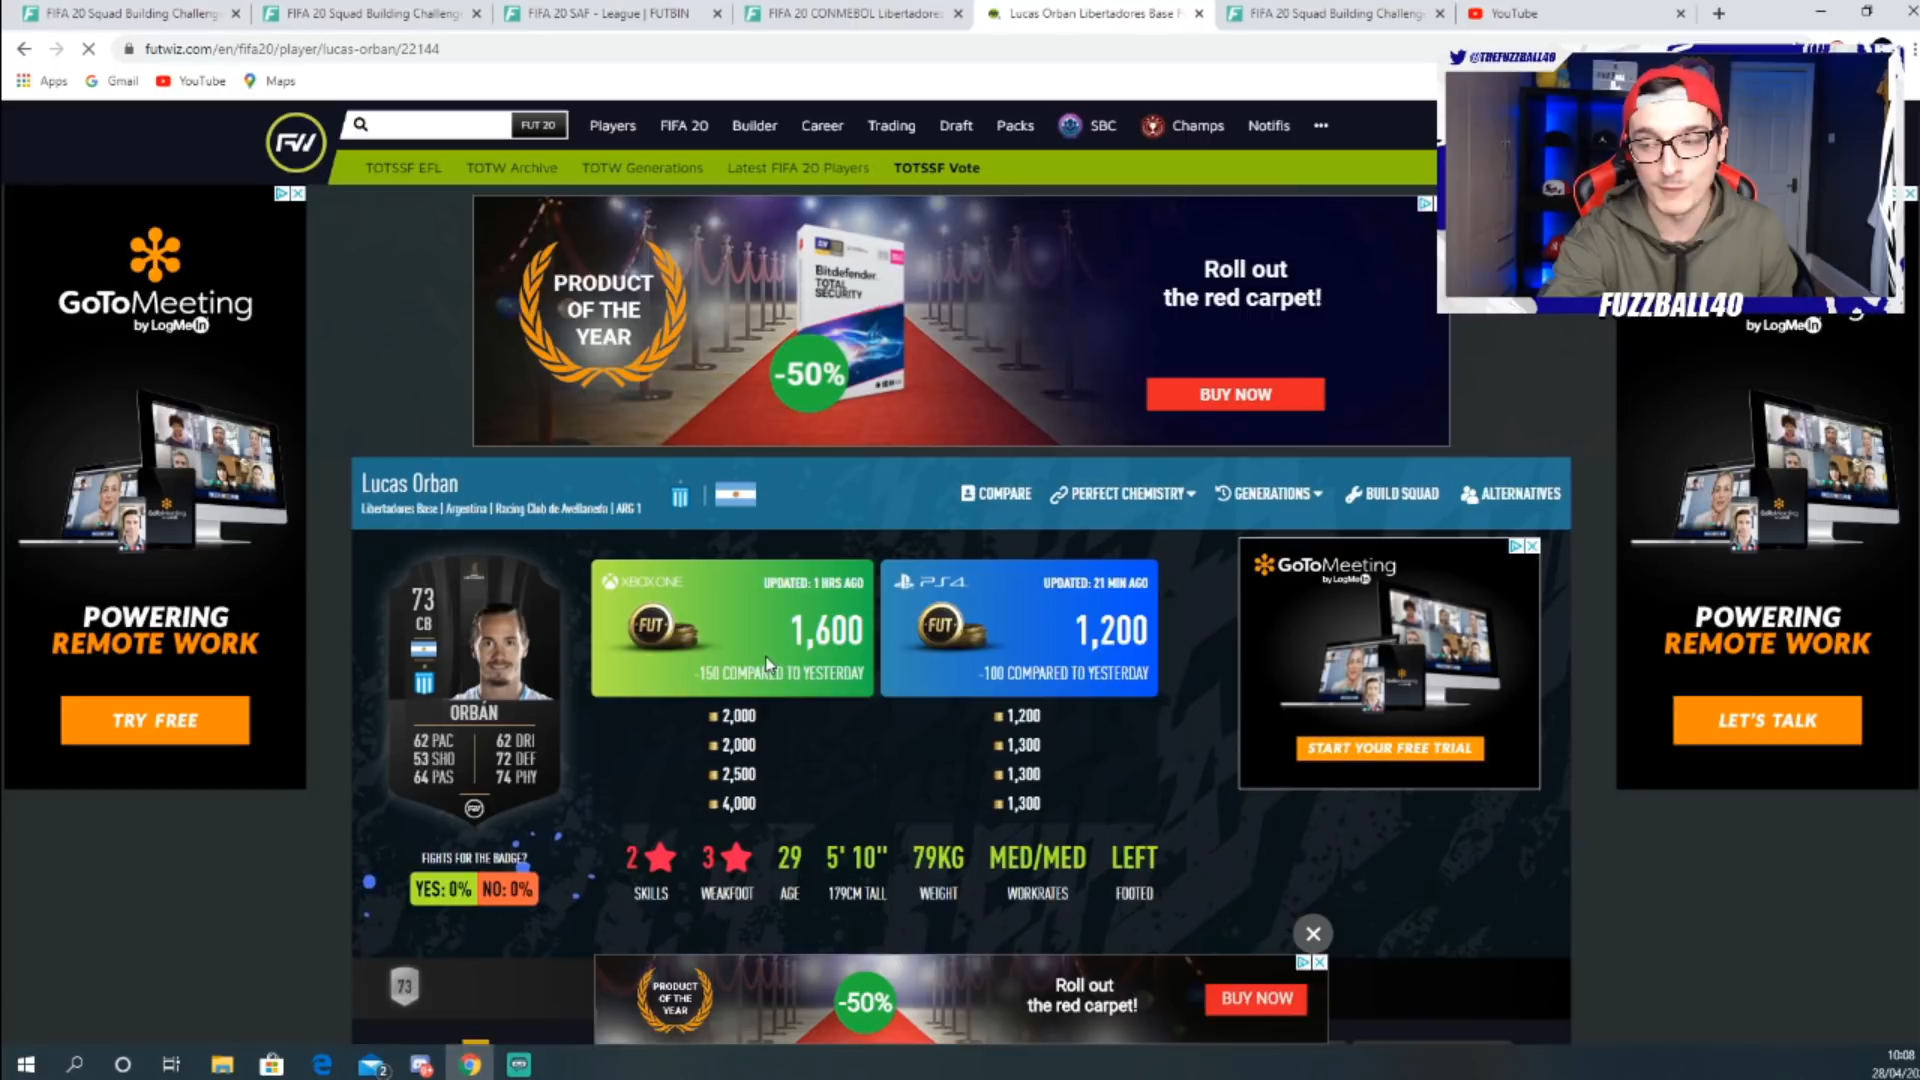 FIFA 20 Squad Building Challeng
FIFA 20 Squad Building Challeng
FIFA 20 SAF - League | FUTBIN
FIFA 20 CONMEBOL Libertadores
Lucas Orban Libertadores Base F
FIFA 20 Squad Building Challeng
YouTube
futwiz.com/en/fifa20/player/lucas-orban/22144
Apps
Gmail
YouTube
Maps
@THEFUZZBALL40
FUZZBALL40
FUT 20
Players
FIFA 20
Builder
Career
Trading
Draft
Packs
SBC
Champs
Notifis
TOTSSF EFL
TOTW Archive
TOTW Generations
Latest FIFA 20 Players
TOTSSF Vote
GoToMeeting
by LogMeIn
POWERING
REMOTE WORK
TRY FREE
PRODUCT
OF THE
YEAR
Bitdefender
TOTAL
SECURITY
-50%
Roll out
the red carpet!
BUY NOW
by LogMeIn
POWERING
REMOTE WORK
LET'S TALK
Lucas Orban
Libertadores Base | Argentina | Racing Club de Avellaneda | ARG 1
COMPARE
PERFECT CHEMISTRY
GENERATIONS
BUILD SQUAD
ALTERNATIVES
73
CB
ORBÁN
62 PAC 62 DRI
53 SHO 72 DEF
64 PAS 74 PHY
FW
XBOX ONE
UPDATED: 1 HRS AGO
FUT
1,600
-150 COMPARED TO YESTERDAY
2,000
2,000
2,500
4,000
PS4
UPDATED: 21 MIN AGO
FUT
1,200
-100 COMPARED TO YESTERDAY
1,200
1,300
1,300
1,300
GoToMeeting
by LogMeIn
START YOUR FREE TRIAL
FIGHTS FOR THE BADGE?
YES: 0% NO: 0%
2
SKILLS
3
WEAKFOOT
29
AGE
5' 10"
179CM TALL
79KG
WEIGHT
MED/MED
WORKRATES
LEFT
FOOTED
73
PRODUCT
OF THE
YEAR
-50%
Roll out
the red carpet!
BUY NOW
2
10:08
28/04/20